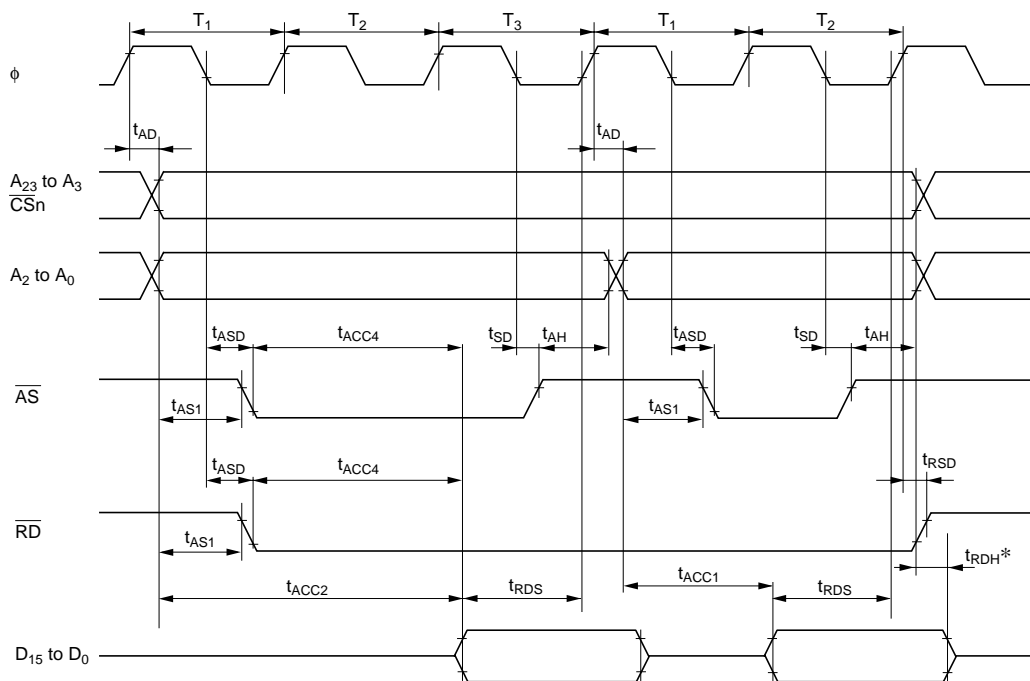 T1 T2 T3 T1 T2
ϕ
tAD tAD
A23 to A3
CSn
A2 to A0
tASD tACC4 tSD tAH tASD tSD tAH
AS
tAS1 tAS1
tASD tACC4 tRSD
RD
tAS1 tRDH*
tACC2 tRDS tACC1 tRDS
D15 to D0